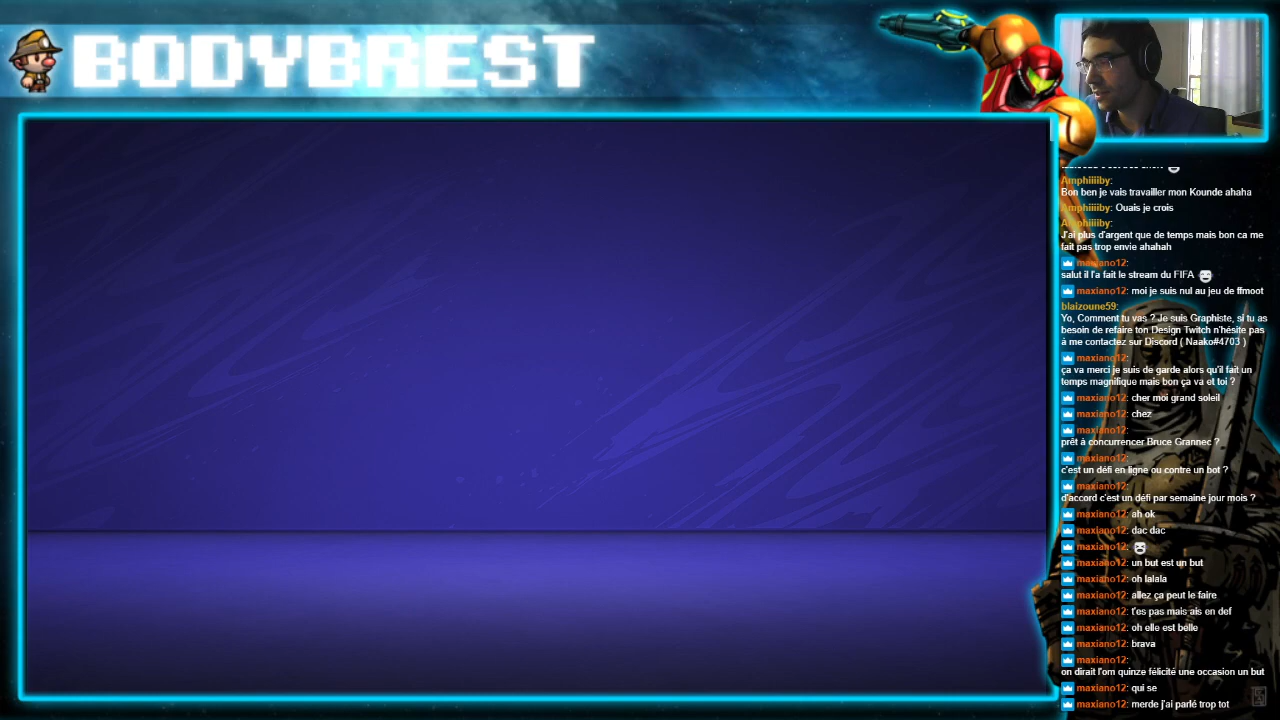 BODYBREST
Amphiiiiby:
Bon ben je vais travailler mon Kounde ahaha
Amphiiiiby: Ouais je crois
Amphiiiiby:
J'ai plus d'argent que de temps mais bon ca me
fait pas trop envie ahahah
maxiano12:
salut il l'a fait le stream du FIFA
maxiano12: moi je suis nul au jeu de ffmoot
blaizoune59:
Yo, Comment tu vas ? Je suis Graphiste, si tu as
besoin de refaire ton Design Twitch n'hésite pas
à me contactez sur Discord ( Naako#4703 )
maxiano12:
ça va merci je suis de garde alors qu'il fait un
temps magnifique mais bon ça va et toi ?
maxiano12: cher moi grand soleil
maxiano12: chez
maxiano12:
prêt à concurrencer Bruce Grannec ?
maxiano12:
c'est un défi en ligne ou contre un bot ?
maxiano12:
d'accord c'est un défi par semaine jour mois ?
maxiano12: ah ok
maxiano12: dac dac
maxiano12:
maxiano12: un but est un but
maxiano12: oh lalala
maxiano12: allez ça peut le faire
maxiano12: t'es pas mais ais en def
maxiano12: oh elle est belle
maxiano12: brava
maxiano12:
on dirait l'om quinze félicité une occasion un but
maxiano12: qui se
maxiano12: merde j'ai parlé trop tot